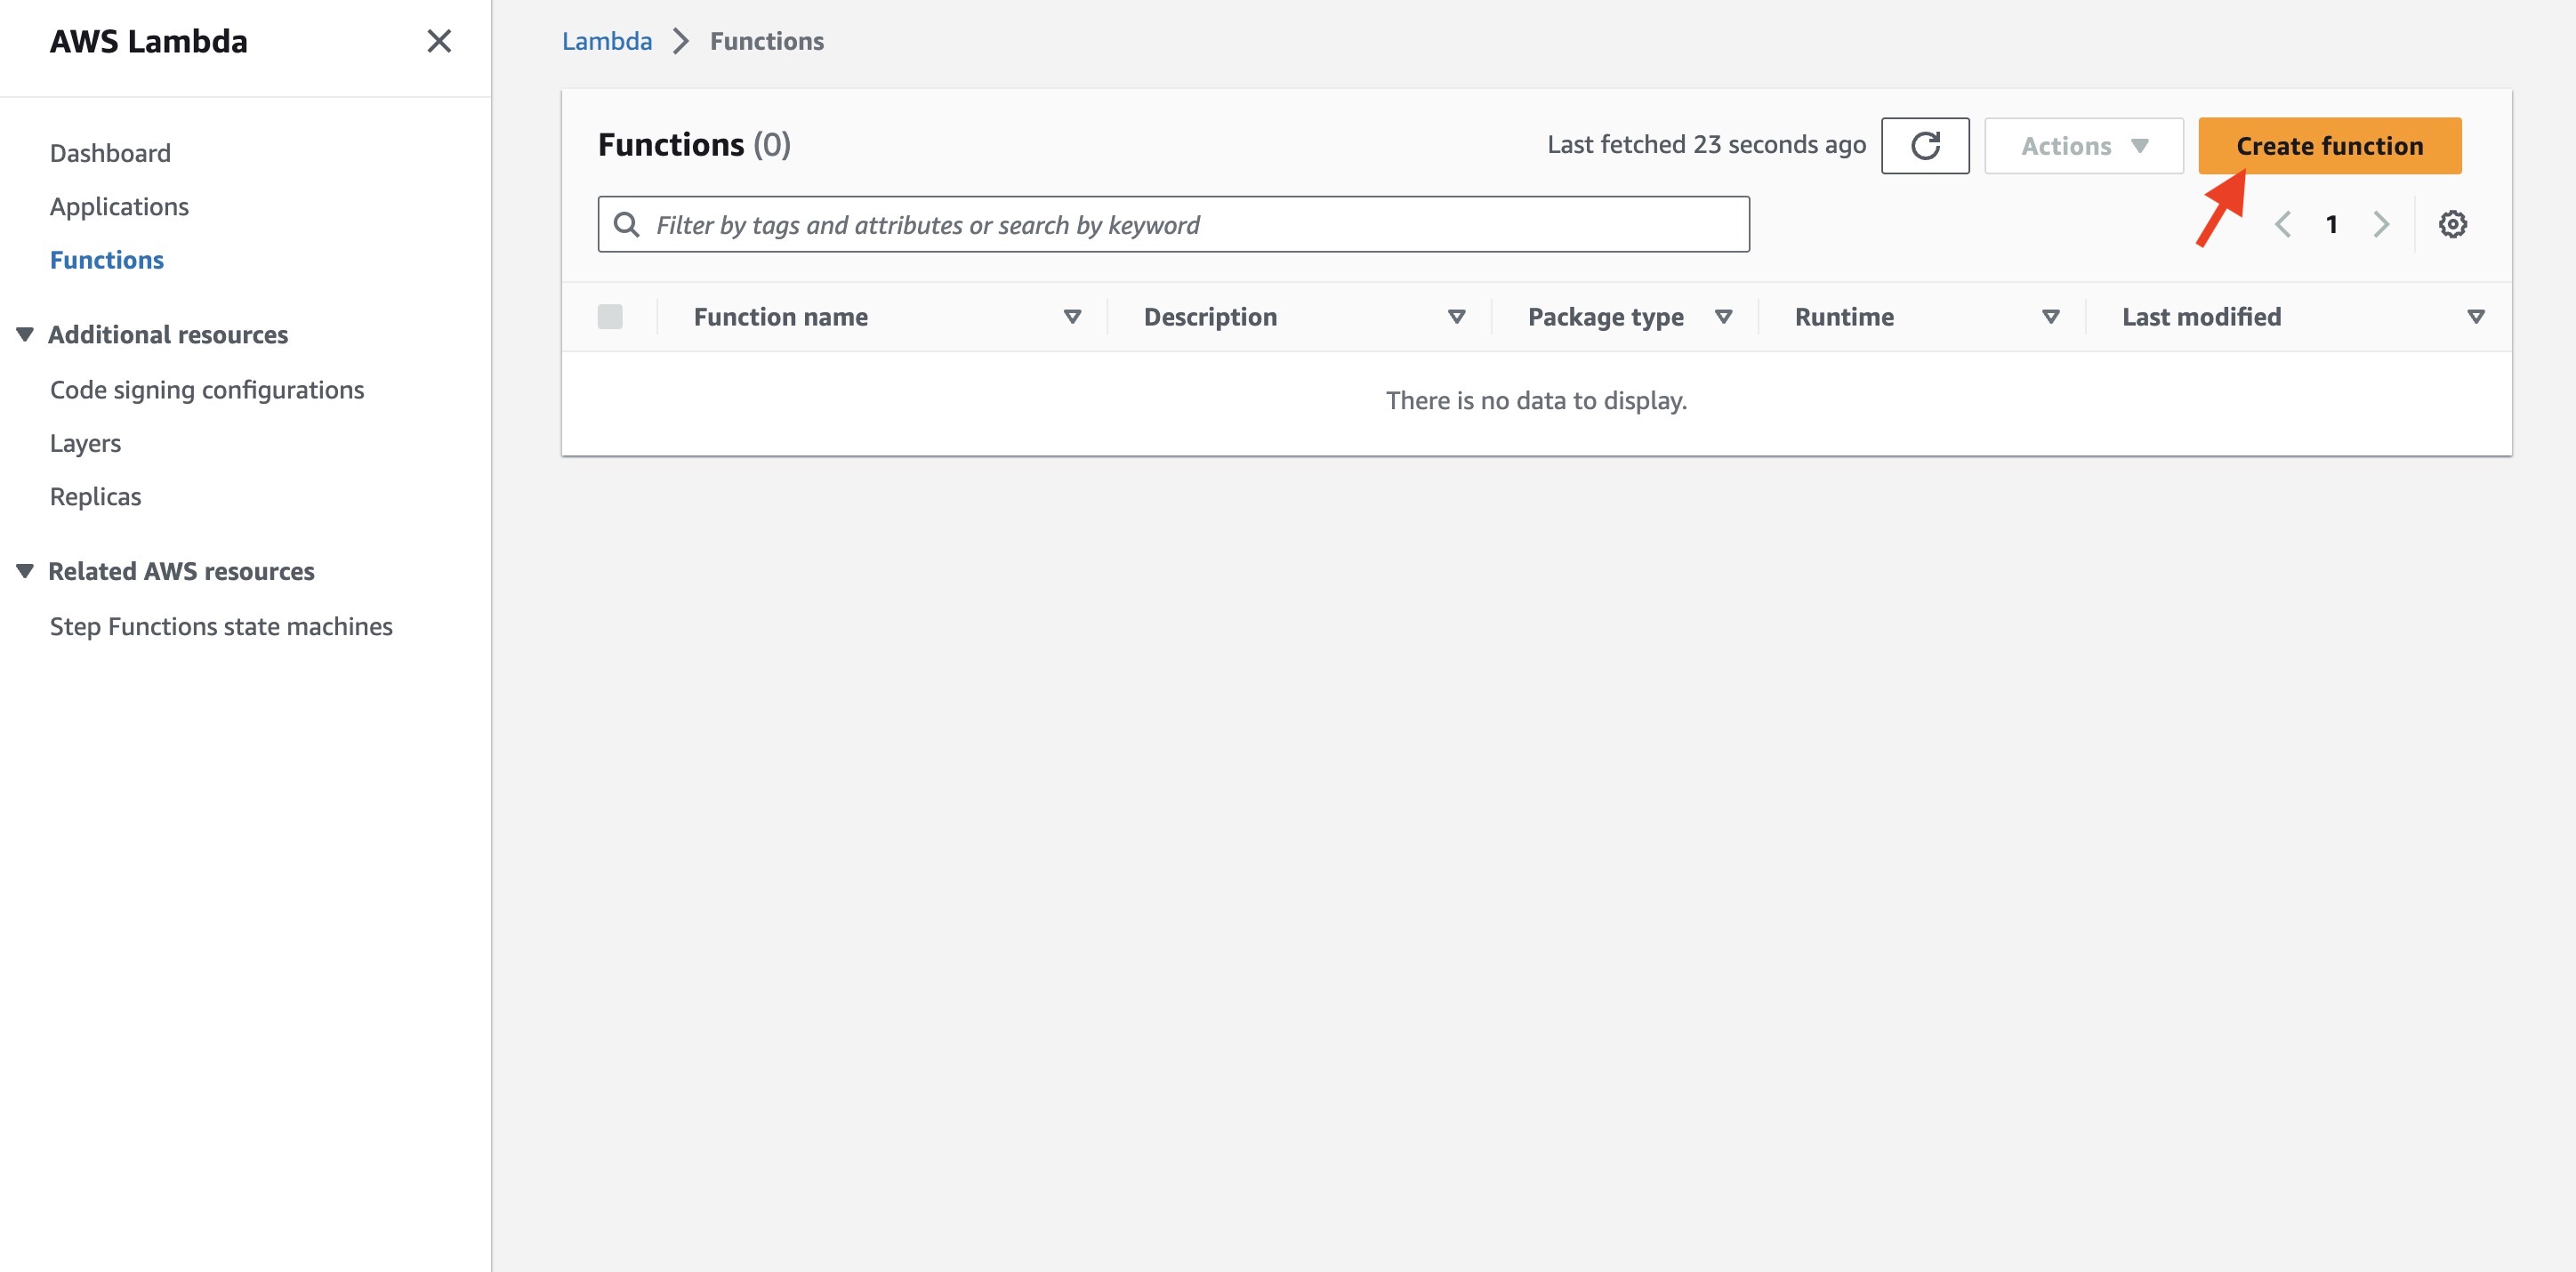 AWS Lambda
Dashboard
Applications
Functions
Additional resources
Code signing configurations
Layers
Replicas
Related AWS resources
Step Functions state machines
Lambda Functions
Functions (0) Last fetched 23 seconds ago Actions Create function
Filter by tags and attributes or search by keyword 1
Function name Description Package type Runtime Last modified
There is no data to display.